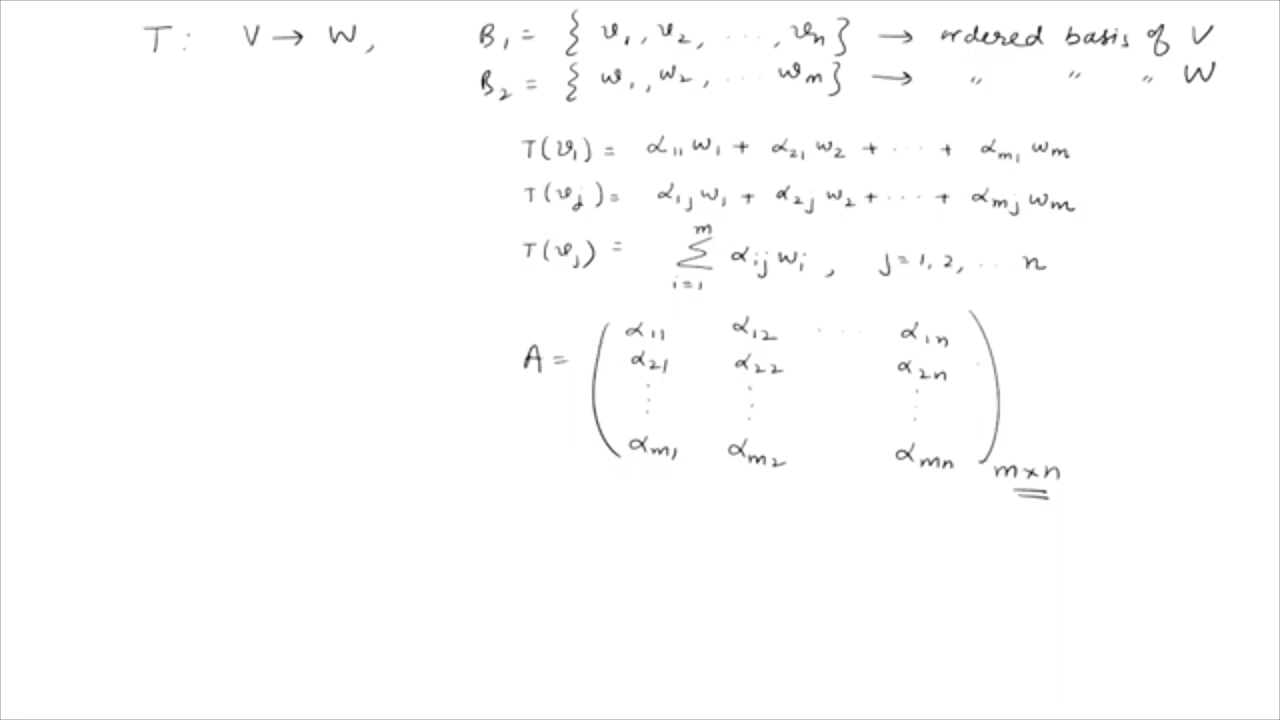 T: V → W, B₁ = { v₁, v₂, ..., vₙ } → ordered basis of V
B₂ = { w₁, w₂, ... wₘ } → " " " W
T(v₁) = α₁₁ w₁ + α₂₁ w₂ + ... + αₘ₁ wₘ
T(vⱼ) = α₁ⱼ w₁ + α₂ⱼ w₂ + ... + αₘⱼ wₘ
T(vⱼ) = ∑_{i=1}^{m} αᵢⱼ wᵢ , j = 1, 2, ... n
A = ( α₁₁ α₁₂ ... α₁ₙ
α₂₁ α₂₂ α₂ₙ
⋮ ⋮ ⋮
αₘ₁ αₘ₂ αₘₙ ) m×n